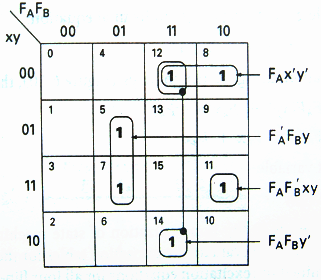 FAFB
xy 00 01 11 10
00 0 4 12 8
1 1 FAx'y'
01 1 5 13 9
1 FA'FBy
11 3 7 15 11
1 1 FAFB'xy
10 2 6 14 10
1 FAFBy'